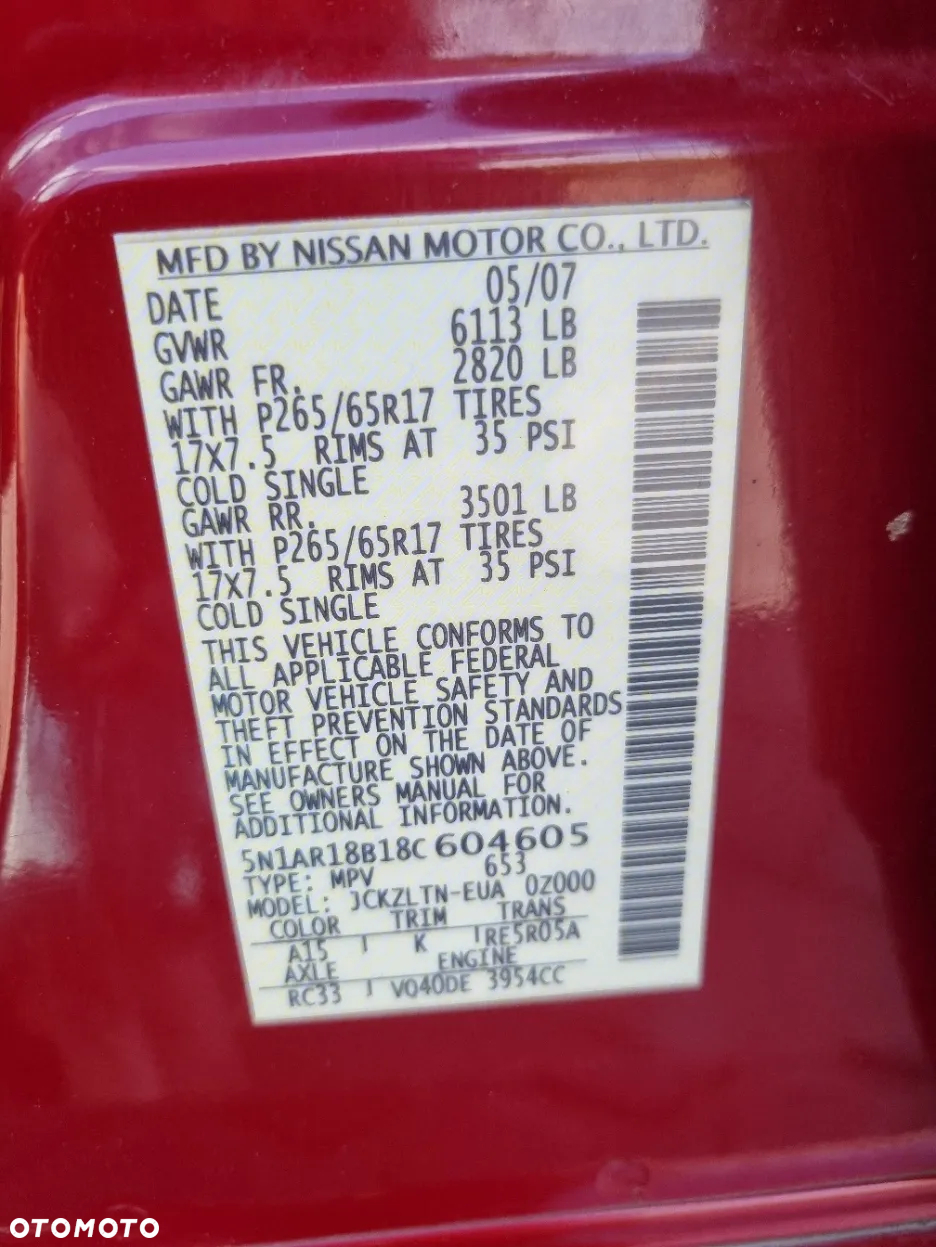 MFD BY NISSAN MOTOR CO., LTD.
DATE 05/07
GVWR 6113 LB
GAWR FR. 2820 LB
WITH P265/65R17 TIRES
17X7.5 RIMS AT 35 PSI
COLD SINGLE
GAWR RR. 3501 LB
WITH P265/65R17 TIRES
17X7.5 RIMS AT 35 PSI
COLD SINGLE
THIS VEHICLE CONFORMS TO
ALL APPLICABLE FEDERAL
MOTOR VEHICLE SAFETY AND
THEFT PREVENTION STANDARDS
IN EFFECT ON THE DATE OF
MANUFACTURE SHOWN ABOVE.
SEE OWNERS MANUAL FOR
ADDITIONAL INFORMATION.
5N1AR18B18C604605
TYPE: MPV 653
MODEL: JCKZLTN-EUA 0Z000
COLOR TRIM TRANS
A15 K RE5R05A
AXLE ENGINE
RC33 VQ40DE 3954CC
OTOMOTO